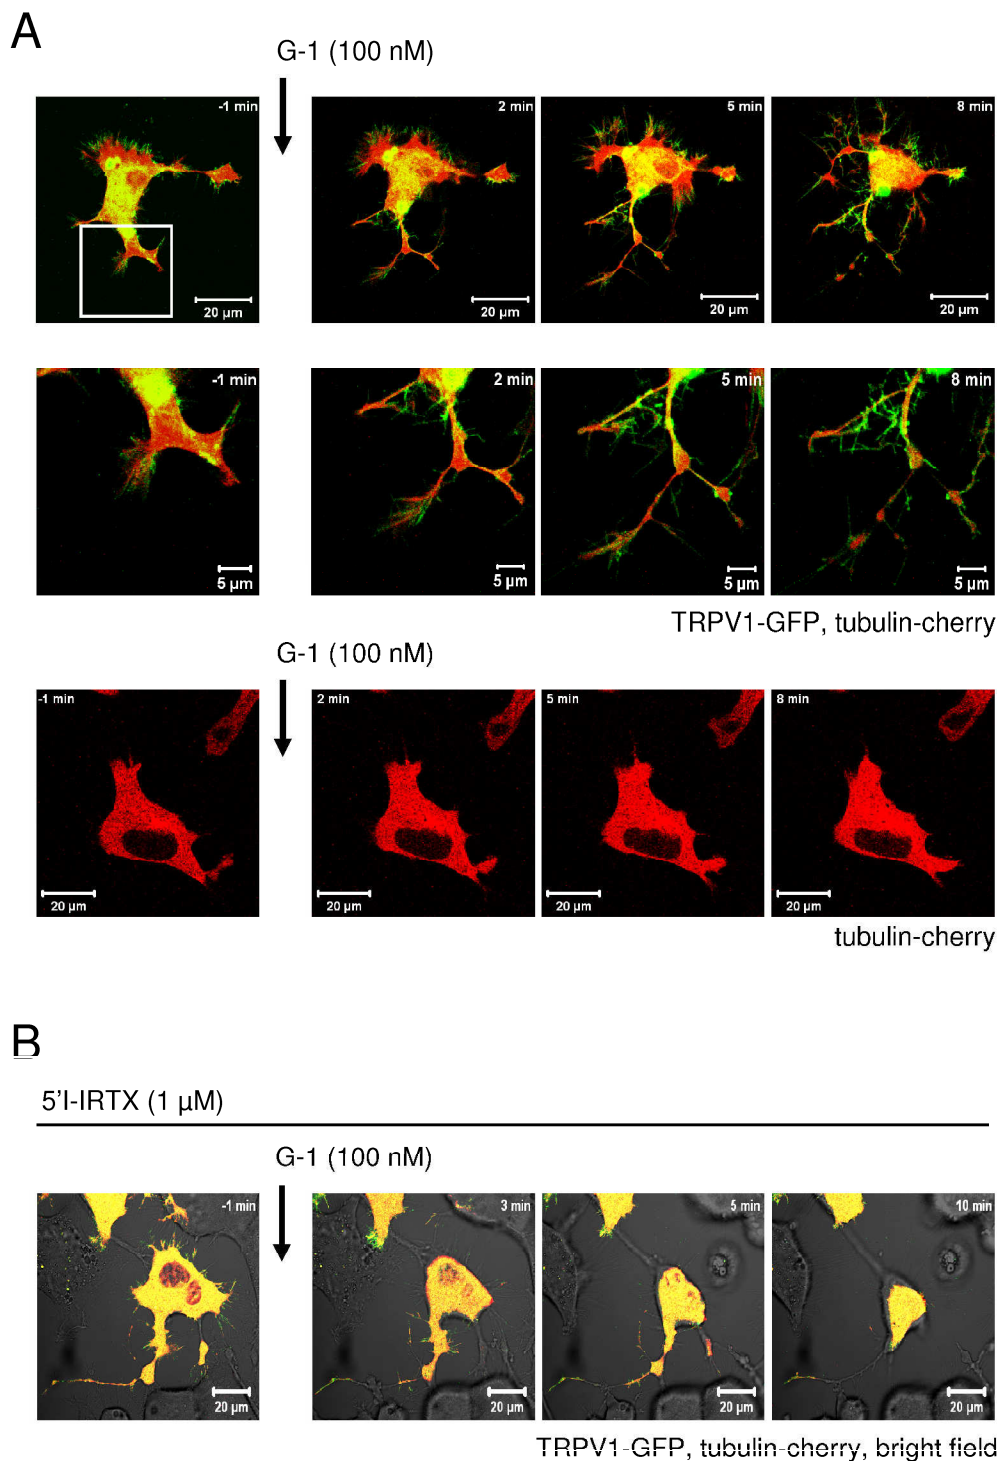 A
G-1 (100 nM)
-1 min
2 min
5 min
8 min
20 µm
20 µm
20 µm
20 µm
-1 min
2 min
5 min
8 min
5 µm
5 µm
5 µm
5 µm
TRPV1-GFP, tubulin-cherry
G-1 (100 nM)
-1 min
2 min
5 min
8 min
20 µm
20 µm
20 µm
20 µm
tubulin-cherry
B
5'I-IRTX (1 µM)
G-1 (100 nM)
-1 min
3 min
5 min
10 min
20 µm
20 µm
20 µm
20 µm
TRPV1-GFP, tubulin-cherry, bright field